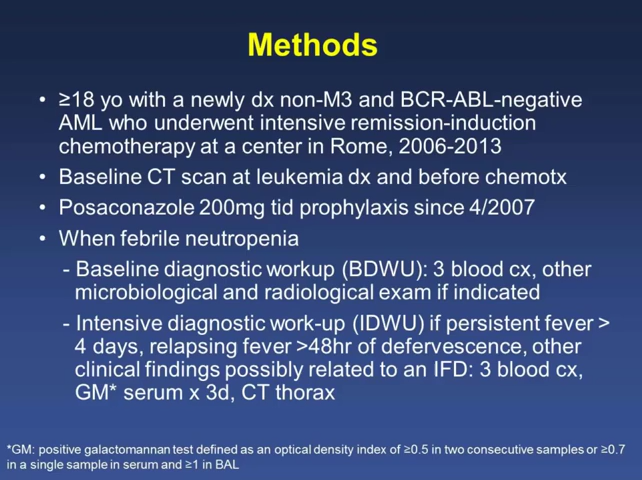 Methods
• ≥18 yo with a newly dx non-M3 and BCR-ABL-negative
AML who underwent intensive remission-induction
chemotherapy at a center in Rome, 2006-2013
• Baseline CT scan at leukemia dx and before chemotx
• Posaconazole 200mg tid prophylaxis since 4/2007
• When febrile neutropenia
- Baseline diagnostic workup (BDWU): 3 blood cx, other
microbiological and radiological exam if indicated
- Intensive diagnostic work-up (IDWU) if persistent fever >
4 days, relapsing fever >48hr of defervescence, other
clinical findings possibly related to an IFD: 3 blood cx,
GM* serum x 3d, CT thorax
*GM: positive galactomannan test defined as an optical density index of ≥0.5 in two consecutive samples or ≥0.7
in a single sample in serum and ≥1 in BAL